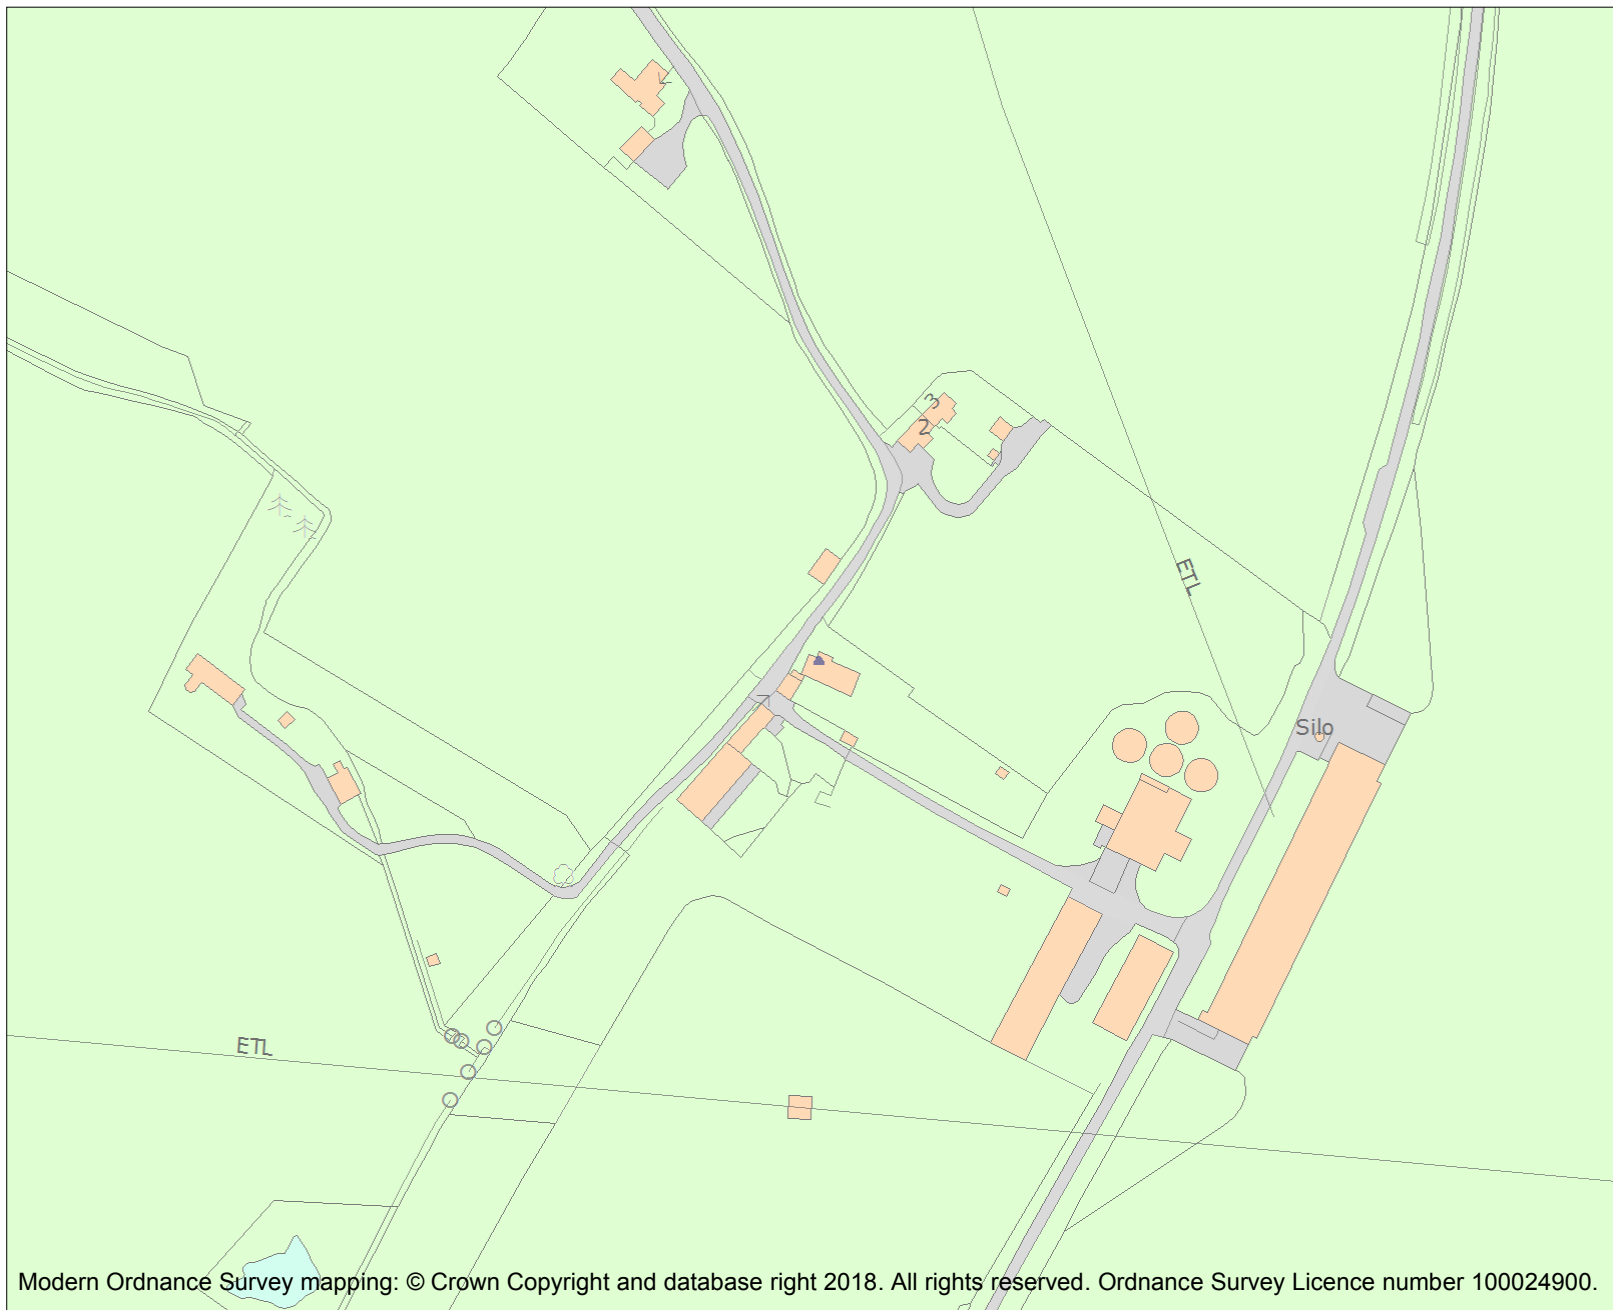 3
2
ETL
Silo
ETL
Modern Ordnance Survey mapping: © Crown Copyright and database right 2018. All rights reserved. Ordnance Survey Licence number 100024900.